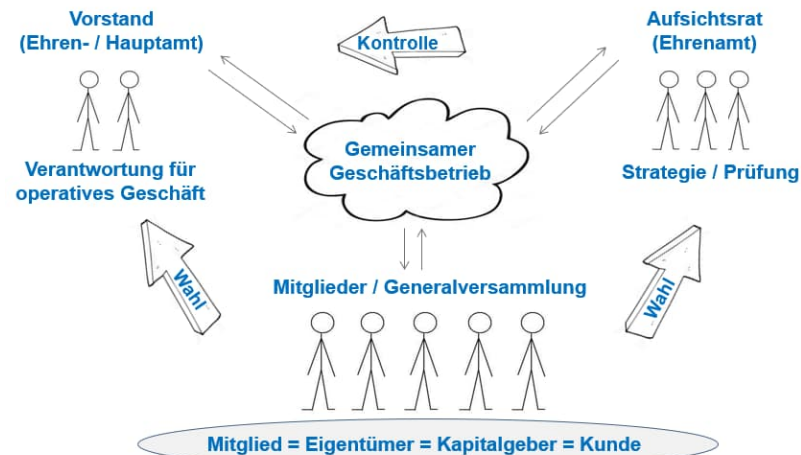 Vorstand
(Ehren- / Hauptamt)
Kontrolle
Aufsichtsrat
(Ehrenamt)
Gemeinsamer
Geschäftsbetrieb
Verantwortung für
operatives Geschäft
Strategie / Prüfung
Wahl
Mitglieder / Generalversammlung
Wahl
Mitglied = Eigentümer = Kapitalgeber = Kunde